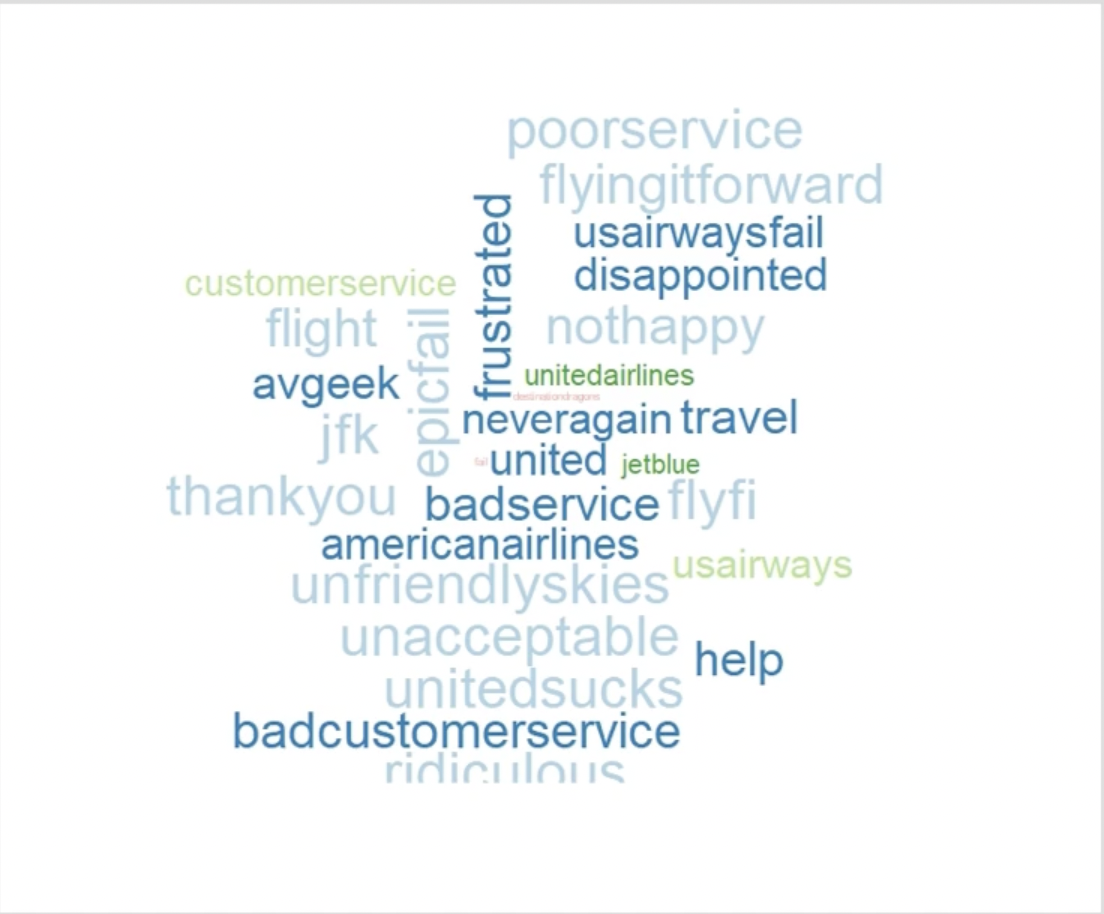 poorservice
flyingitforward
frustrated
usairwaysfail
disappointed
customerservice
flight
epicfail
nothappy
avgeek
unitedairlines
destinationdragons
jfk
neveragain travel
fail
united jetblue
thankyou badservice flyfi
americanairlines
usairways
unfriendlyskies
unacceptable
help
unitedsucks
badcustomerservice
ridiculous